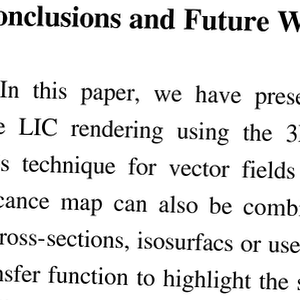 onclusions and Future W
In this paper, we have prese
e LIC rendering using the 3
s technique for vector fields
cance map can also be combi
ross-sections, isosurfacs or use
nsfer function to highlight the s